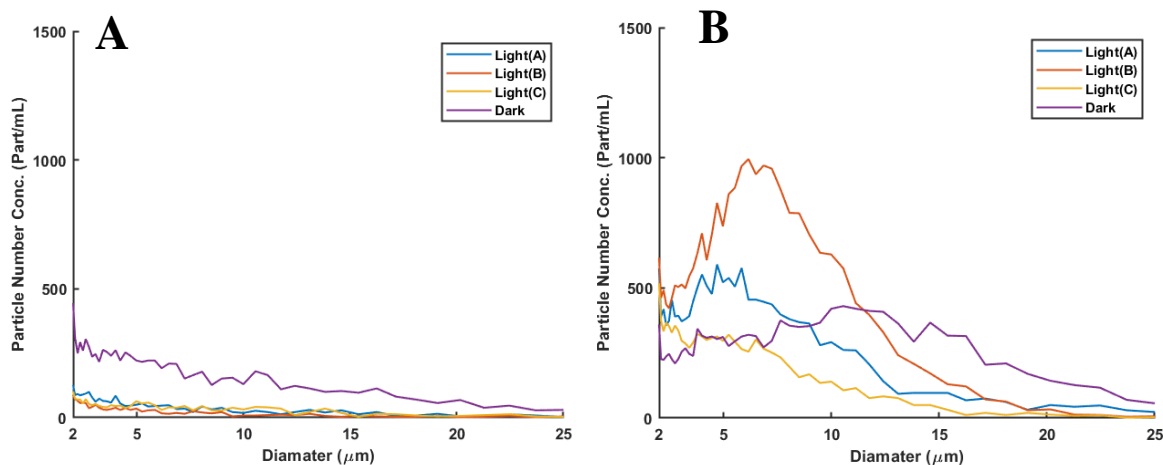 A
1500
1000
500
0
Particle Number Conc. (Part/mL)
Light(A)
Light(B)
Light(C)
Dark
2 5 10 15 20 25
Diamater (μm)
B
1500
1000
500
0
Particle Number Conc. (Part/mL)
Light(A)
Light(B)
Light(C)
Dark
2 5 10 15 20 25
Diamater (μm)